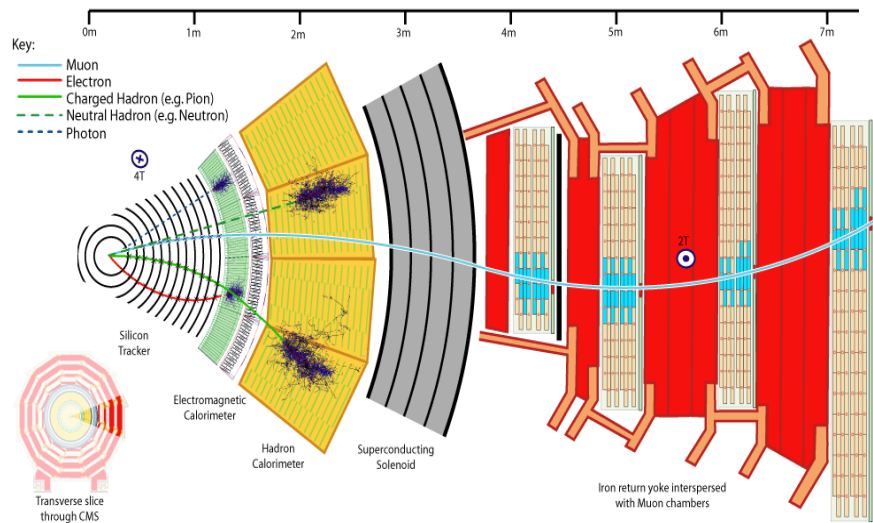 0m 1m 2m 3m 4m 5m 6m 7m
Key:
Muon
Electron
Charged Hadron (e.g. Pion)
Neutral Hadron (e.g. Neutron)
Photon
4T
2T
Silicon
Tracker
Electromagnetic
Calorimeter
Hadron
Calorimeter
Superconducting
Solenoid
Iron return yoke interspersed
with Muon chambers
Transverse slice
through CMS